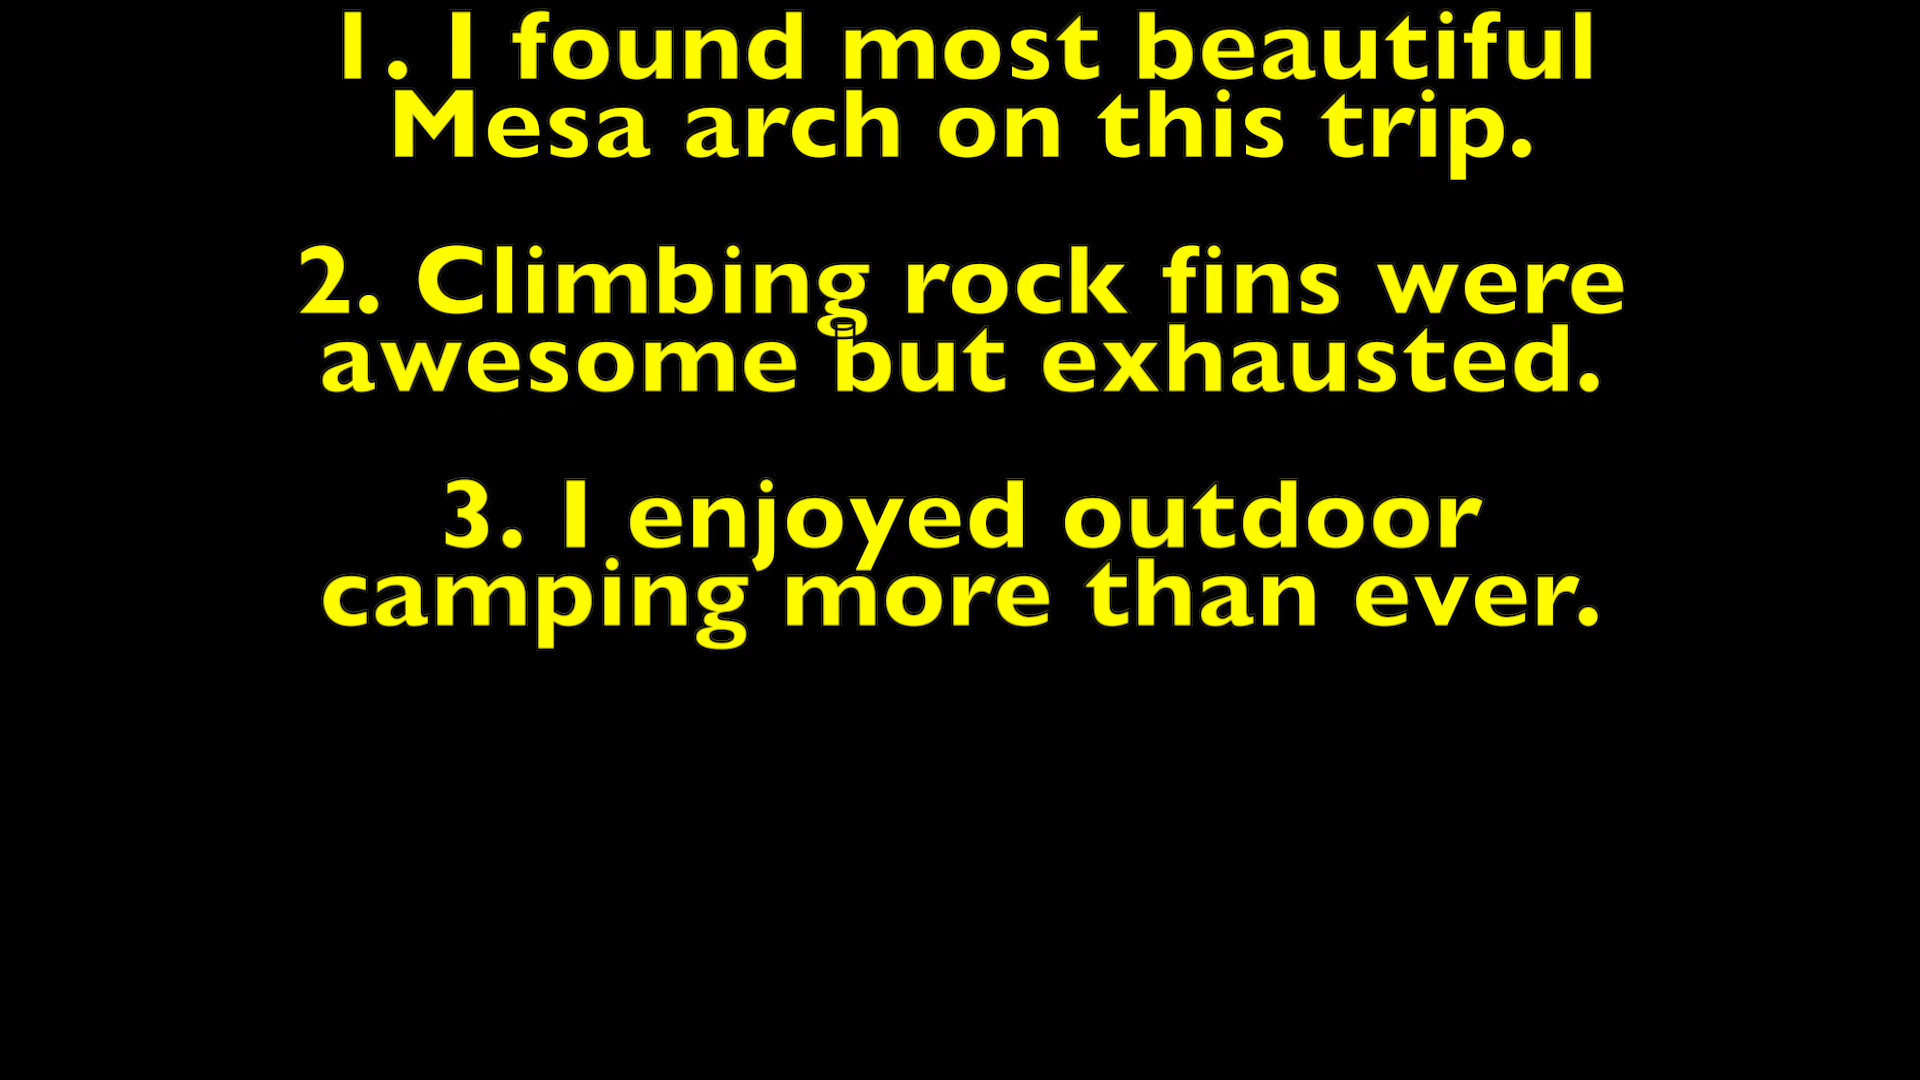 1. I found most beautiful
Mesa arch on this trip.
2. Climbing rock fins were
awesome but exhausted.
3. I enjoyed outdoor
camping more than ever.